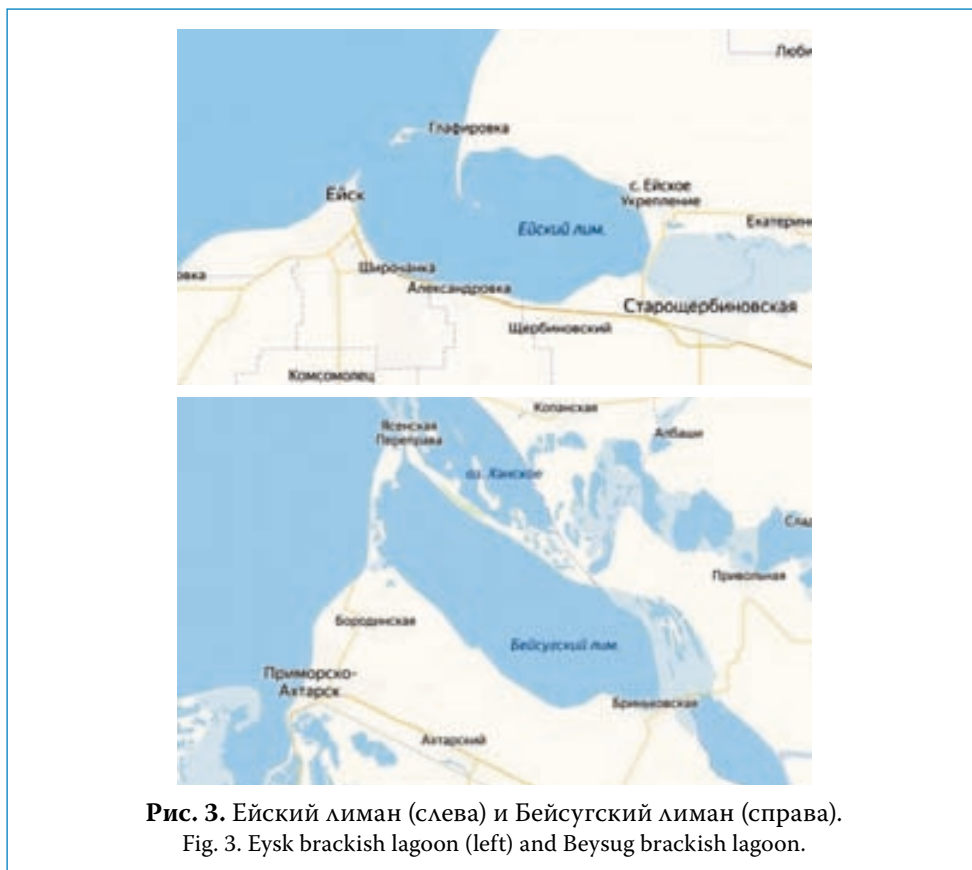 Люби
Глафировка
Ейск
с. Ейское
Укрепление
Ейский лим.
Екатерин
Широчанка
овка
Александровка
Старощербиновская
Щербиновский
Комсомолец
Копанская
Ясенская
Переправа
Албаши
оз. Ханское
Слад
Привольная
Бородинская
Бейсугский лим.
Приморско-
Ахтарск
Бриньковская
Ахтарский
Рис. 3. Ейский лиман (слева) и Бейсугский лиман (справа).
Fig. 3. Eysk brackish lagoon (left) and Beysug brackish lagoon.